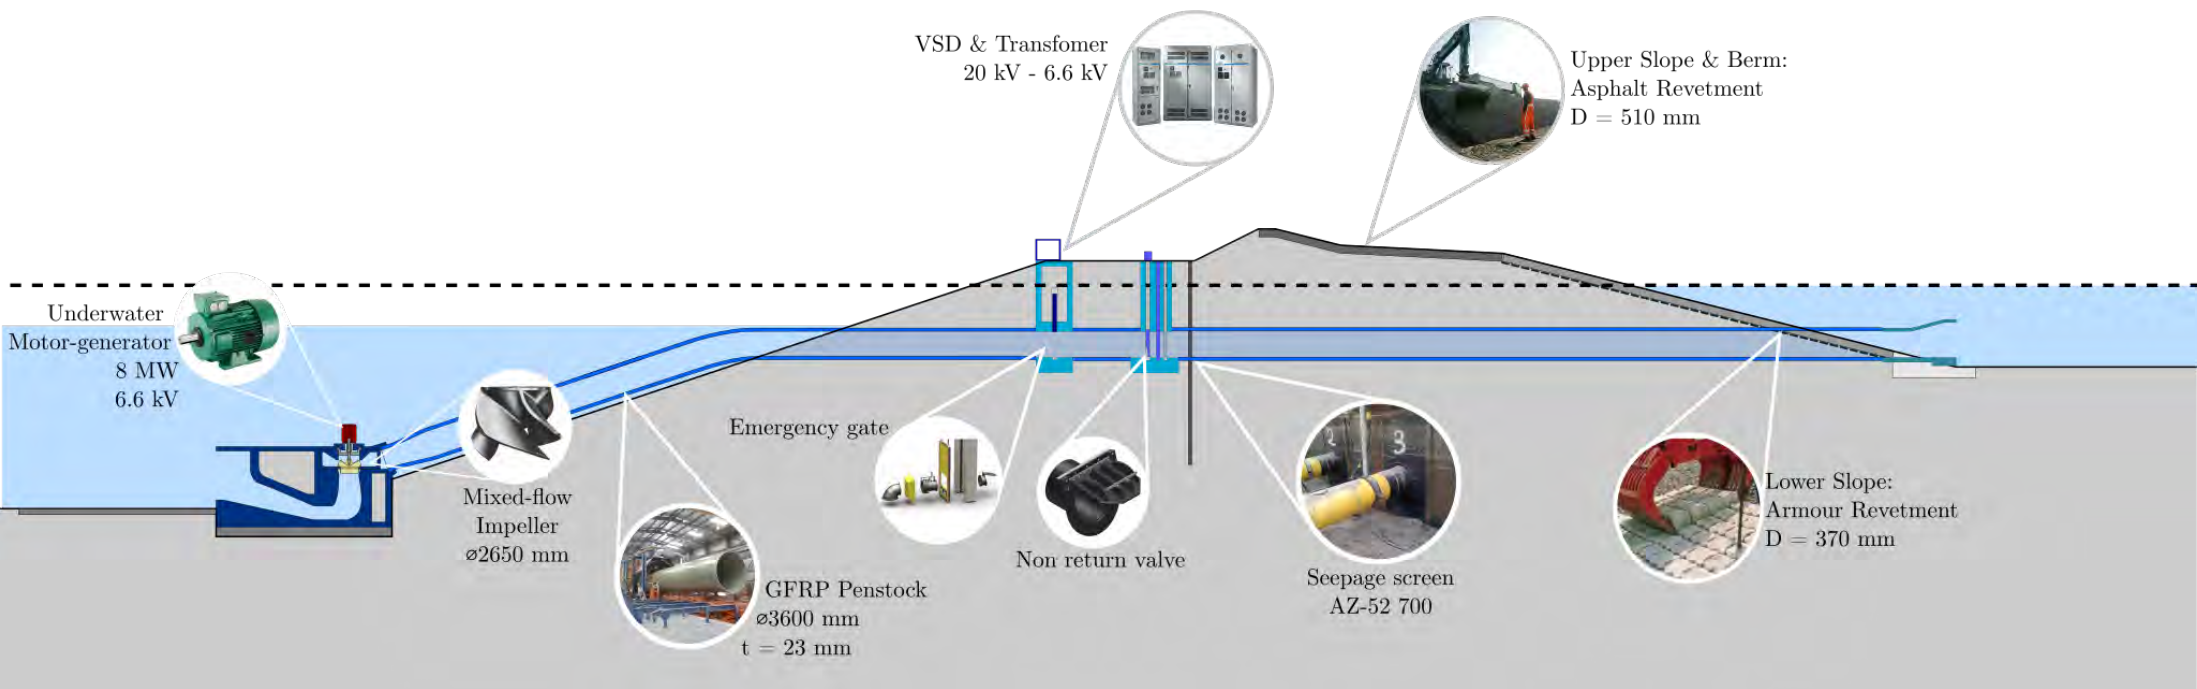 VSD & Transfomer
20 kV - 6.6 kV
Upper Slope & Berm:
Asphalt Revetment
D = 510 mm
Underwater
Motor-generator
8 MW
6.6 kV
Mixed-flow
Impeller
⌀2650 mm
GFRP Penstock
⌀3600 mm
t = 23 mm
Emergency gate
Non return valve
2
3
Seepage screen
AZ-52 700
Lower Slope:
Armour Revetment
D = 370 mm